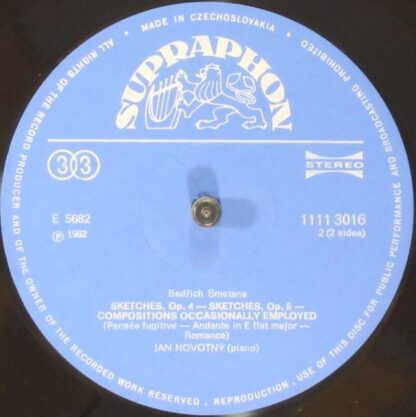 · MADE IN CZECHOSLOVAKIA ·
ALL RIGHTS OF THE RECORD PRODUCER AND OF THE OWNER OF THE RECORDED WORK RESERVED . REPRODUCTION . USE OF THIS DISC FOR PUBLIC PERFORMANCE AND BROADCASTING PROHIBITED
SUPRAPHON
33
STEREO
E 5682
℗ 1982
1111 3016
2 (2 sides)
Bedřich Smetana
SKETCHES, Op. 4 — SKETCHES, Op. 5 —
COMPOSITIONS OCCASIONALLY EMPLOYED
(Pensée fugitive — Andante in E flat major —
Romance)
JAN NOVOTNÝ (piano)